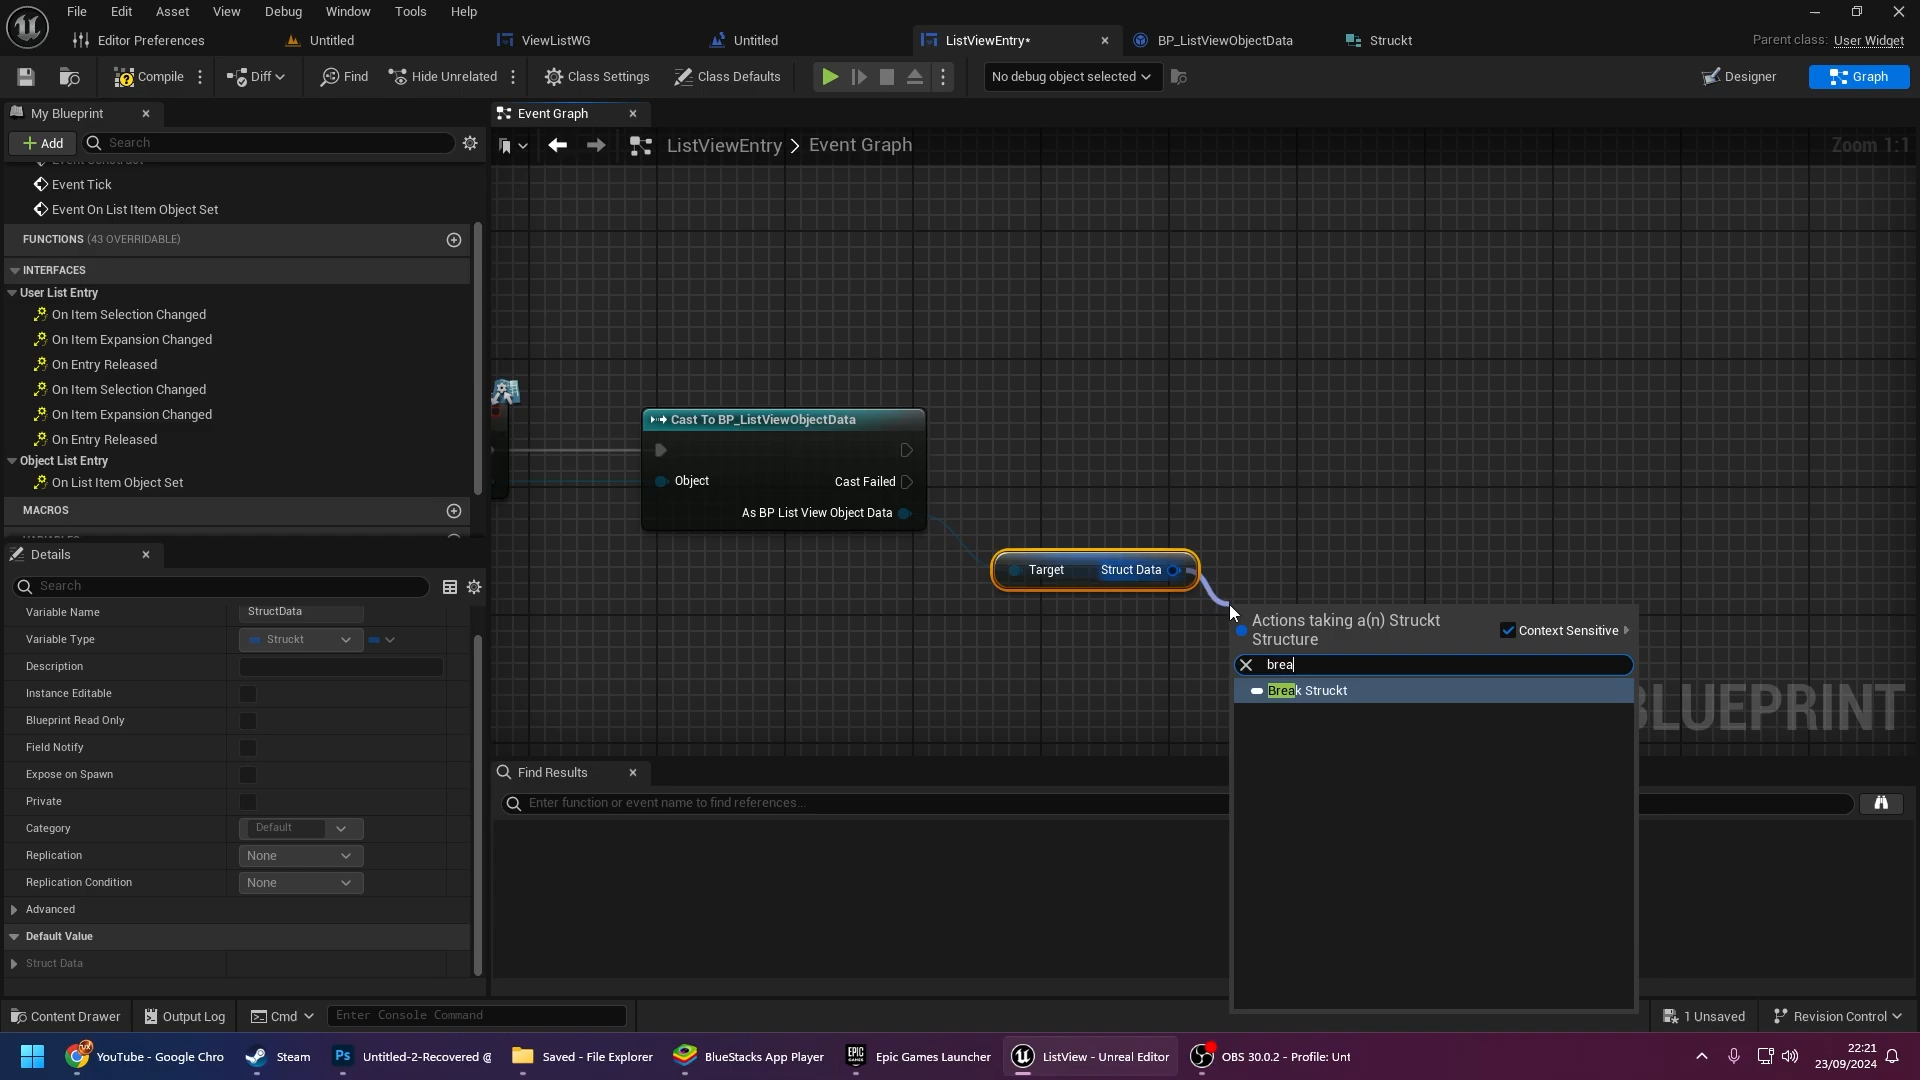 File Edit Asset View Debug Window Tools Help
Editor Preferences Untitled ViewListWG Untitled ListViewEntry* BP_ListViewObjectData Struckt Parent class: User Widget
Compile Diff Find Hide Unrelated Class Settings Class Defaults No debug object selected Designer Graph
My Blueprint Event Graph
Add Search ListViewEntry > Event Graph Zoom 1:1
Event Construct
Event Tick
Event On List Item Object Set
FUNCTIONS (43 OVERRIDABLE)
INTERFACES
User List Entry
On Item Selection Changed
On Item Expansion Changed
On Entry Released
On Item Selection Changed
On Item Expansion Changed
On Entry Released
Object List Entry
On List Item Object Set
MACROS
VARIABLES
Cast To BP_ListViewObjectData
Object Cast Failed
As BP List View Object Data
Target Struct Data
Actions taking a(n) Struckt
Structure
Context Sensitive
brea
Break Struckt
BLUEPRINT
Details
Search
Variable Name StructData
Variable Type Struckt
Description
Instance Editable
Blueprint Read Only
Field Notify
Expose on Spawn
Private
Category Default
Replication None
Replication Condition None
Advanced
Default Value
Struct Data
Find Results
Enter function or event name to find references...
Content Drawer Output Log Cmd Enter Console Command 1 Unsaved Revision Control
YouTube - Google Chro Steam Ps Untitled-2-Recovered @ Saved - File Explorer BlueStacks App Player EPIC GAMES Epic Games Launcher ListView - Unreal Editor OBS 30.0.2 - Profile: Unt 22:21
23/09/2024